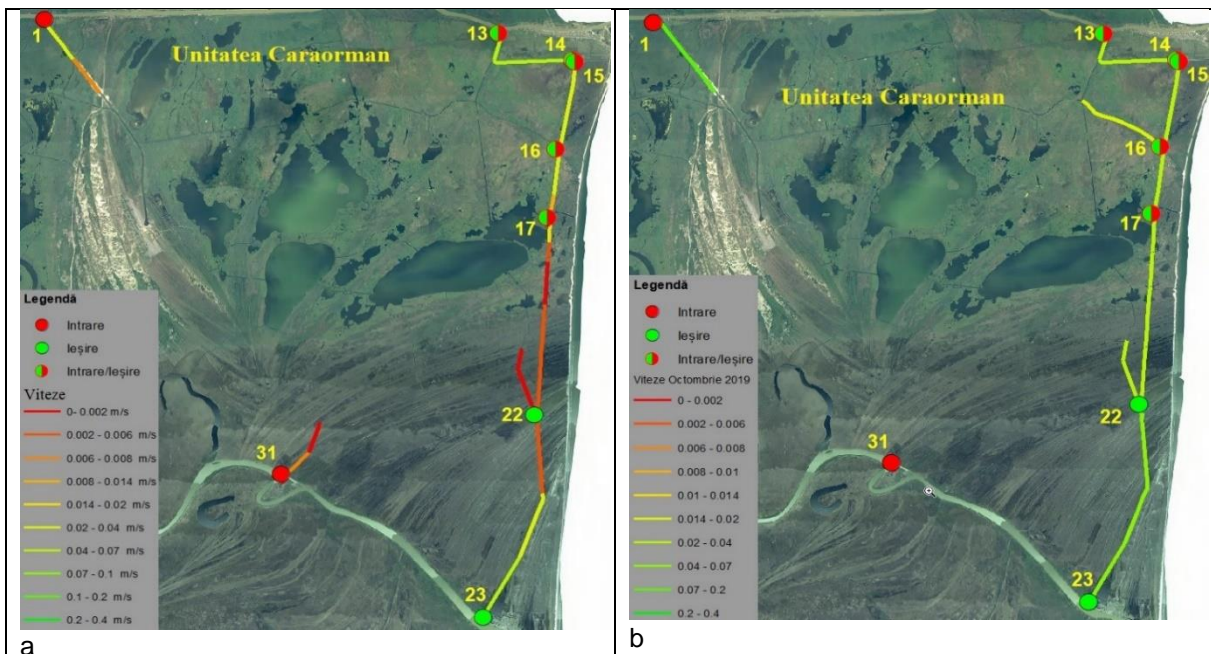 Unitatea Caraorman
1
13
14
15
16
17
22
31
23
Legendă
Intrare
Ieșire
Intrare/Ieșire
Viteze
0- 0.002 m/s
0.002 - 0.006 m/s
0.006 - 0.008 m/s
0.008 - 0.014 m/s
0.014 - 0.02 m/s
0.02 - 0.04 m/s
0.04 - 0.07 m/s
0.07 - 0.1 m/s
0.1 - 0.2 m/s
0.2 - 0.4 m/s
a
Unitatea Caraorman
1
13
14
15
16
17
22
31
23
Legendă
Intrare
Ieșire
Intrare/Ieșire
Viteze Octombrie 2019
0 - 0.002
0.002 - 0.006
0.006 - 0.008
0.008 - 0.01
0.01 - 0.014
0.014 - 0.02
0.02 - 0.04
0.04 - 0.07
0.07 - 0.2
0.2 - 0.4
b